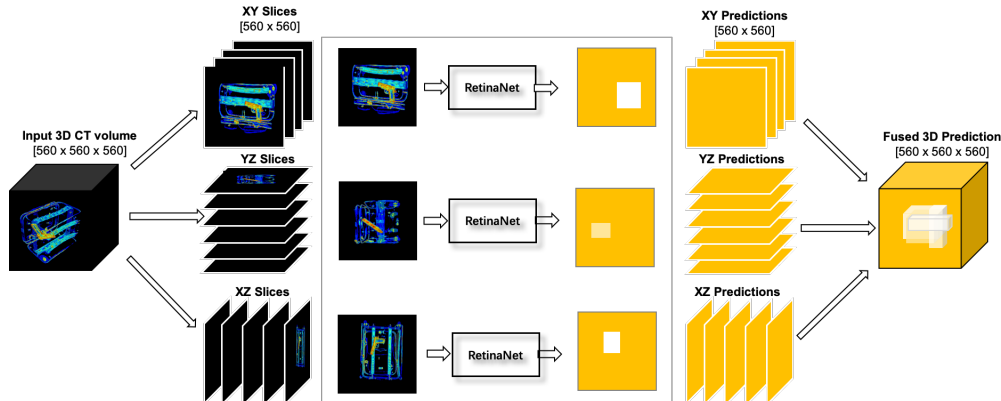 XY Slices
[560 x 560]
XY Predictions
[560 x 560]
RetinaNet
Input 3D CT volume
[560 x 560 x 560]
YZ Slices
YZ Predictions
Fused 3D Prediction
[560 x 560 x 560]
RetinaNet
XZ Slices
XZ Predictions
RetinaNet